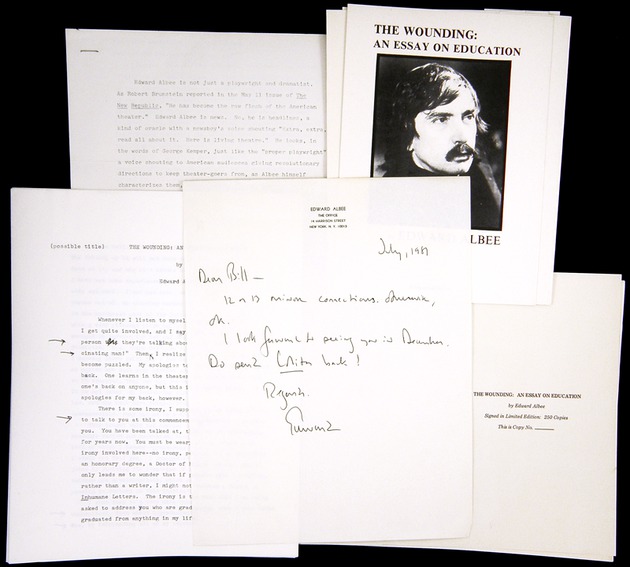 Edward Albee is not just a playwright and dramatist.
As Robert Brustein reported in the May 11 issue of The
New Republic, "He has become the new flesh of the American
theater." Edward Albee is news. He is headlines, a
kind of oracle with a newsboy's voice shouting "Extra, extra,
read all about it. Here is living theatre." He looks, in
the words of George Kemper, just like the "proper playwright"
a voice shouting to American audiences mixing revolutionary
directions to keep theater-goers from, as Albee himself
characterizes them,
THE WOUNDING:
AN ESSAY ON EDUCATION
ALBEE
(possible title) THE WOUNDING: AN
by
Edward A
Whenever I listen to mysel
I get quite involved, and I say
person they're talking abou
cinating man!" Then, I realize
become puzzled. My apologies t
back. One learns in the theater
one's back on anyone, but this i
apologies for my back, however.
There is some irony, I suppos
to talk to you at this commencem
you. You have been talked at, t
for years now. You must be wear
irony involved here--no irony, pe
an honorary degree, a Doctor of H
only leads me to wonder that if p
rather than a writer, I might not
Inhumane Letters. The irony is t
asked to address you who are grad
graduated from anything in my lif
EDWARD ALBEE
THE OFFICE
14 HARRISON STREET
NEW YORK, N.Y. 10013
July, 1981
Dear Bill –
12 or 13 minor corrections. Otherwise,
ok.
I look forward to seeing you in December.
Do send back!
Regards,
Edward
THE WOUNDING: AN ESSAY ON EDUCATION
by Edward Albee
Signed in Limited Edition: 250 Copies
This is Copy No. ______